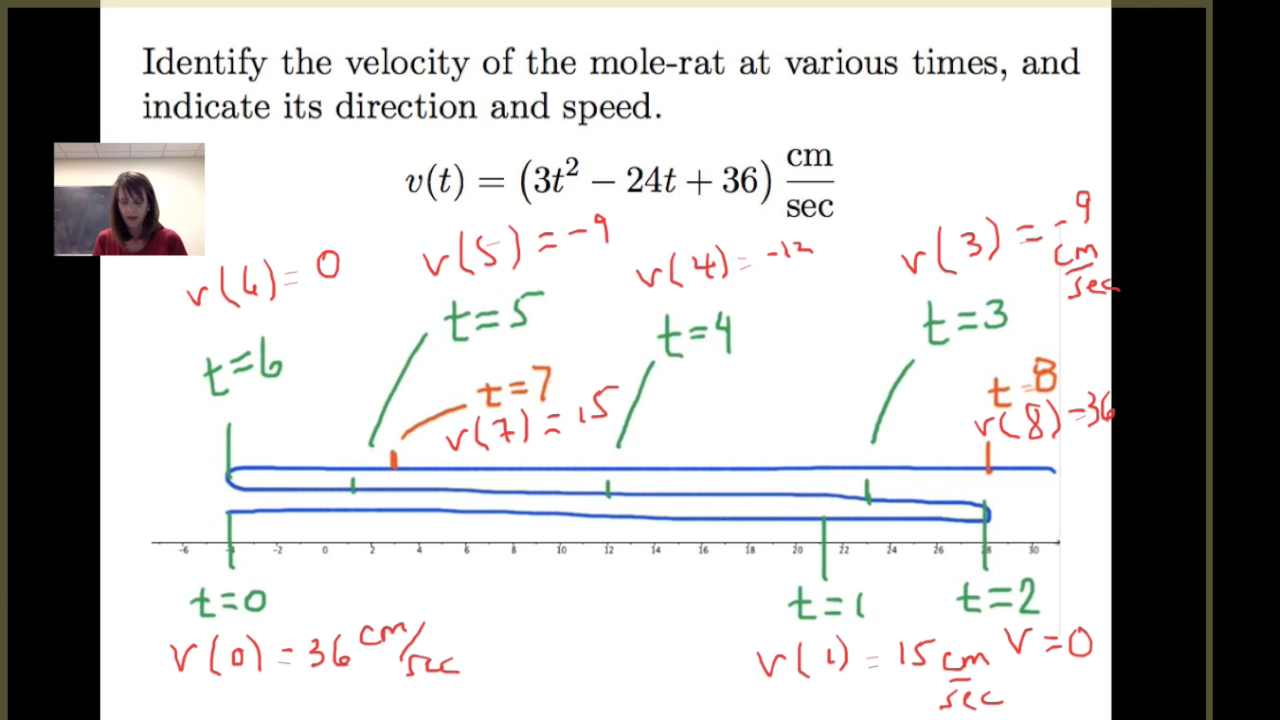 Identify the velocity of the mole-rat at various times, and
indicate its direction and speed.
v(t) = (3t² − 24t + 36) cm/sec
v(6) = 0
v(5) = -9
v(4) = -12
v(3) = -9 cm/sec
t=6
t=5
t=4
t=3
t=7
v(7) = 15
t=8
v(8) = 36
-6 -4 -2 0 2 4 6 8 10 12 14 16 18 20 22 24 26 28 30
t=0
t=1
t=2
v(0) = 36 cm/sec
v(1) = 15 cm/sec
v=0